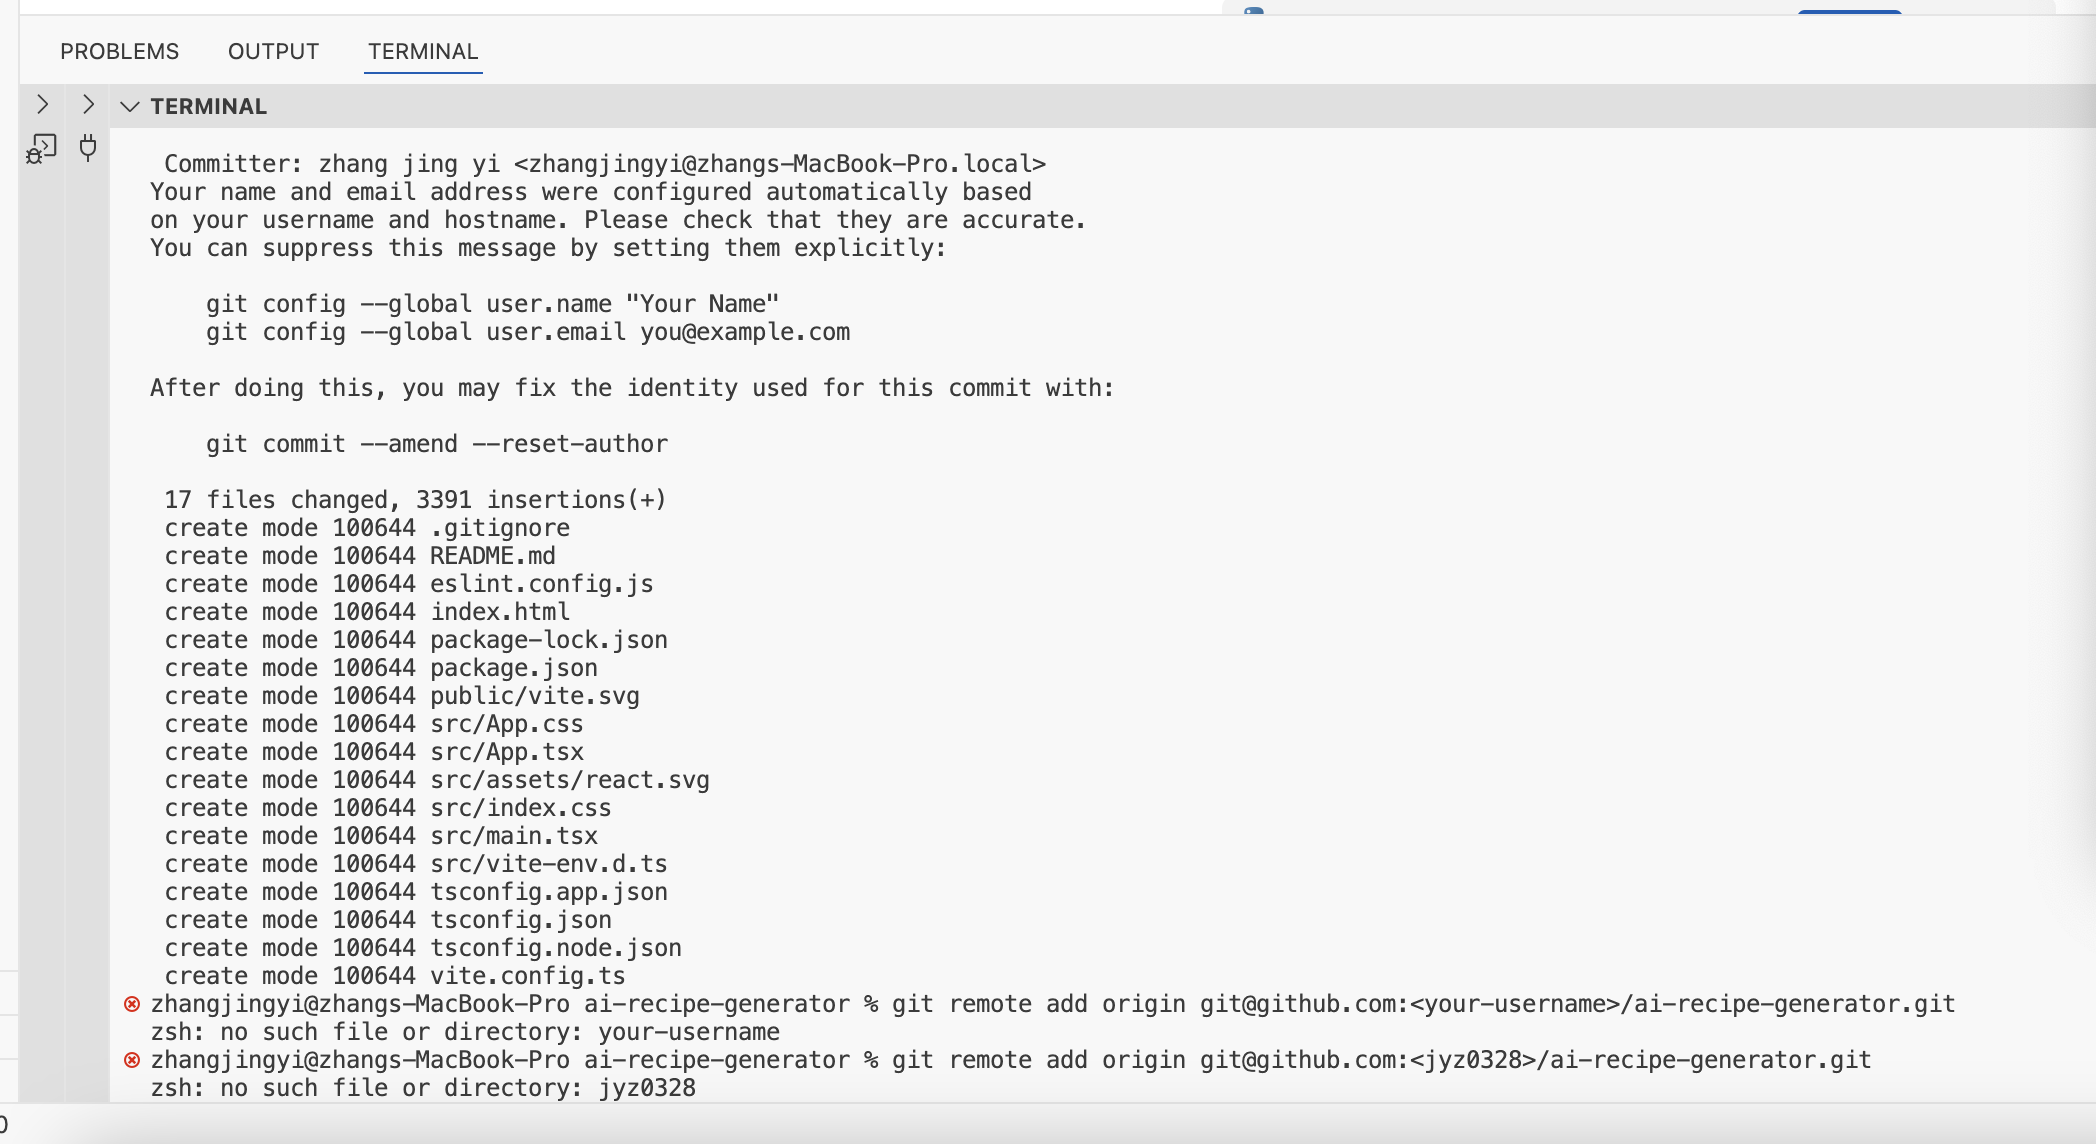 PROBLEMS OUTPUT TERMINAL
TERMINAL
Committer: zhang jing yi <zhangjingyi@zhangs-MacBook-Pro.local>
Your name and email address were configured automatically based
on your username and hostname. Please check that they are accurate.
You can suppress this message by setting them explicitly:
git config --global user.name "Your Name"
git config --global user.email you@example.com
After doing this, you may fix the identity used for this commit with:
git commit --amend --reset-author
17 files changed, 3391 insertions(+)
create mode 100644 .gitignore
create mode 100644 README.md
create mode 100644 eslint.config.js
create mode 100644 index.html
create mode 100644 package-lock.json
create mode 100644 package.json
create mode 100644 public/vite.svg
create mode 100644 src/App.css
create mode 100644 src/App.tsx
create mode 100644 src/assets/react.svg
create mode 100644 src/index.css
create mode 100644 src/main.tsx
create mode 100644 src/vite-env.d.ts
create mode 100644 tsconfig.app.json
create mode 100644 tsconfig.json
create mode 100644 tsconfig.node.json
create mode 100644 vite.config.ts
zhangjingyi@zhangs-MacBook-Pro ai-recipe-generator % git remote add origin git@github.com:<your-username>/ai-recipe-generator.git
zsh: no such file or directory: your-username
zhangjingyi@zhangs-MacBook-Pro ai-recipe-generator % git remote add origin git@github.com:<jyz0328>/ai-recipe-generator.git
zsh: no such file or directory: jyz0328